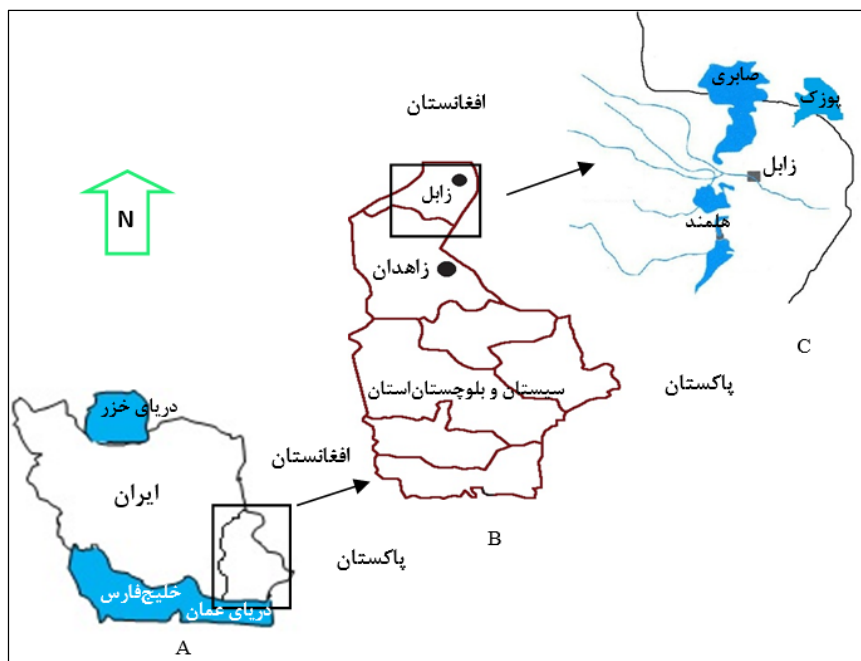 صابری
پوزک
افغانستان
زابل
هلمند
زابل
N
زاهدان
C
پاکستان
سیستان و بلوچستان‌استان
دریای خزر
افغانستان
ایران
B
پاکستان
خلیج‌فارس
دریای عمان
A